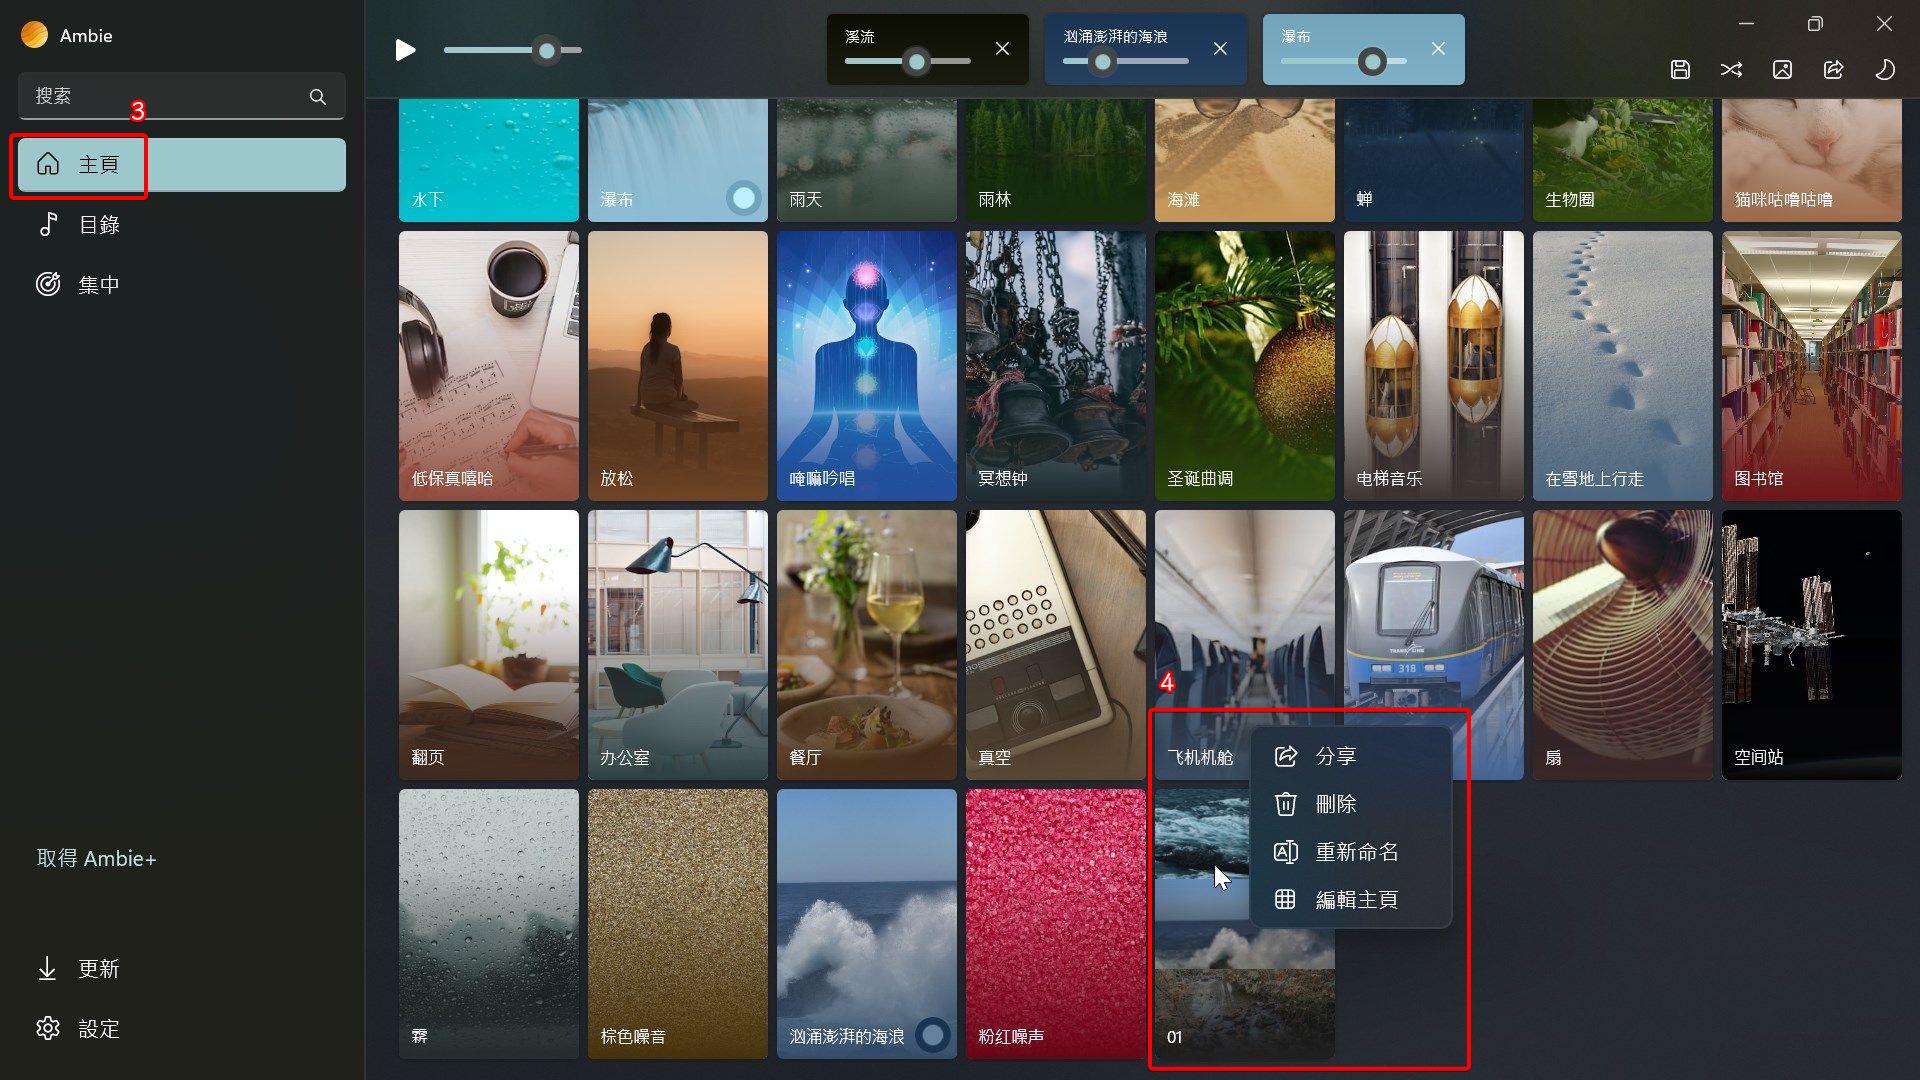 Ambie
搜索
3
主頁
目錄
集中
取得 Ambie+
更新
設定
溪流
汹涌澎湃的海浪
瀑布
水下
瀑布
雨天
雨林
海滩
蝉
生物圈
猫咪咕噜咕噜
低保真嘻哈
放松
唵嘛吟唱
冥想钟
圣诞曲调
电梯音乐
在雪地上行走
图书馆
318
翻页
办公室
餐厅
真空
4
飞机机舱
扇
空间站
分享
刪除
重新命名
編輯主頁
雾
棕色噪音
汹涌澎湃的海浪
粉红噪声
01